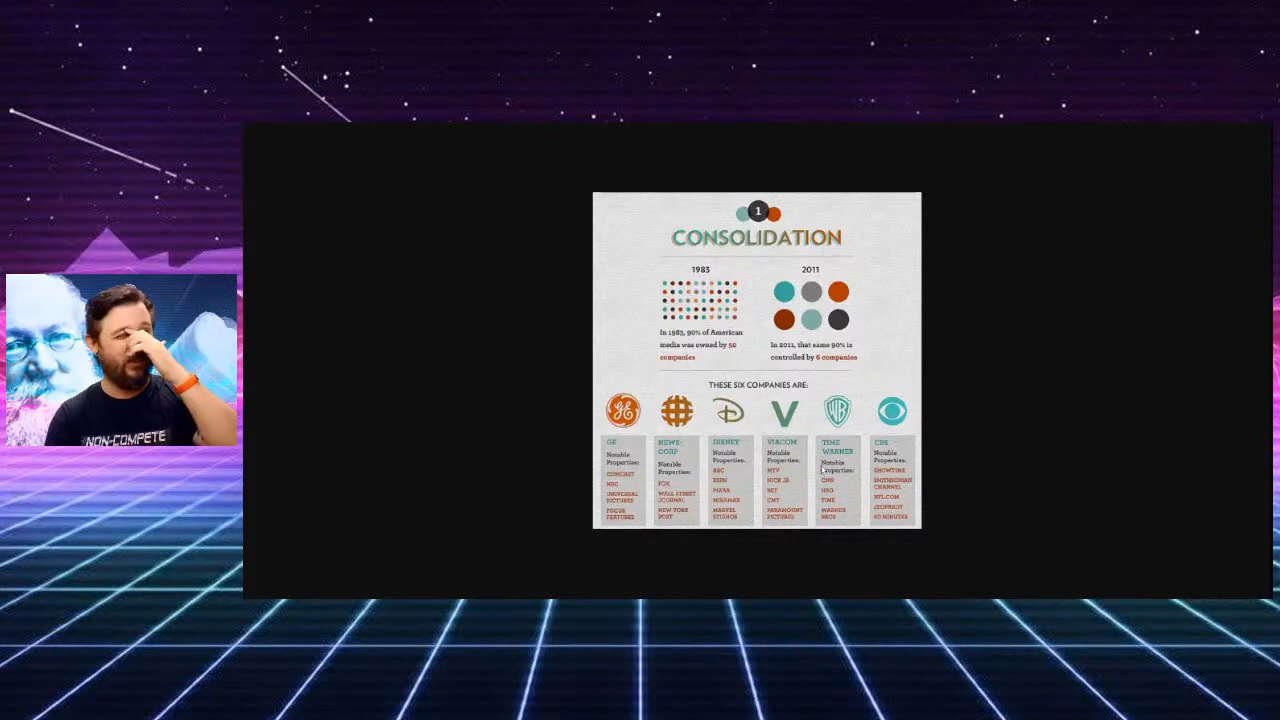 1
CONSOLIDATION
1983
2011
In 1983, 90% of American
media was owned by 50
companies
In 2011, that same 90% is
controlled by 6 companies
THESE SIX COMPANIES ARE:
GE
D
V
WB
GE
Notable
Properties:
COMCAST
NBC
UNIVERSAL
PICTURES
FOCUS
FEATURES
NEWS-
CORP
Notable
Properties:
FOX
WALL STREET
JOURNAL
NEW YORK
POST
DISNEY
Notable
Properties:
ABC
ESPN
PIXAR
MIRAMAX
MARVEL
STUDIOS
VIACOM
Notable
Properties:
MTV
NICK JR
BET
CMT
PARAMOUNT
PICTURES
TIME
WARNER
Notable
Properties:
CNN
HBO
TIME
WARNER
BROS
CBS
Notable
Properties:
SHOWTIME
SMITHSONIAN
CHANNEL
NFL.COM
JEOPARDY
60 MINUTES
NON-COMPETE